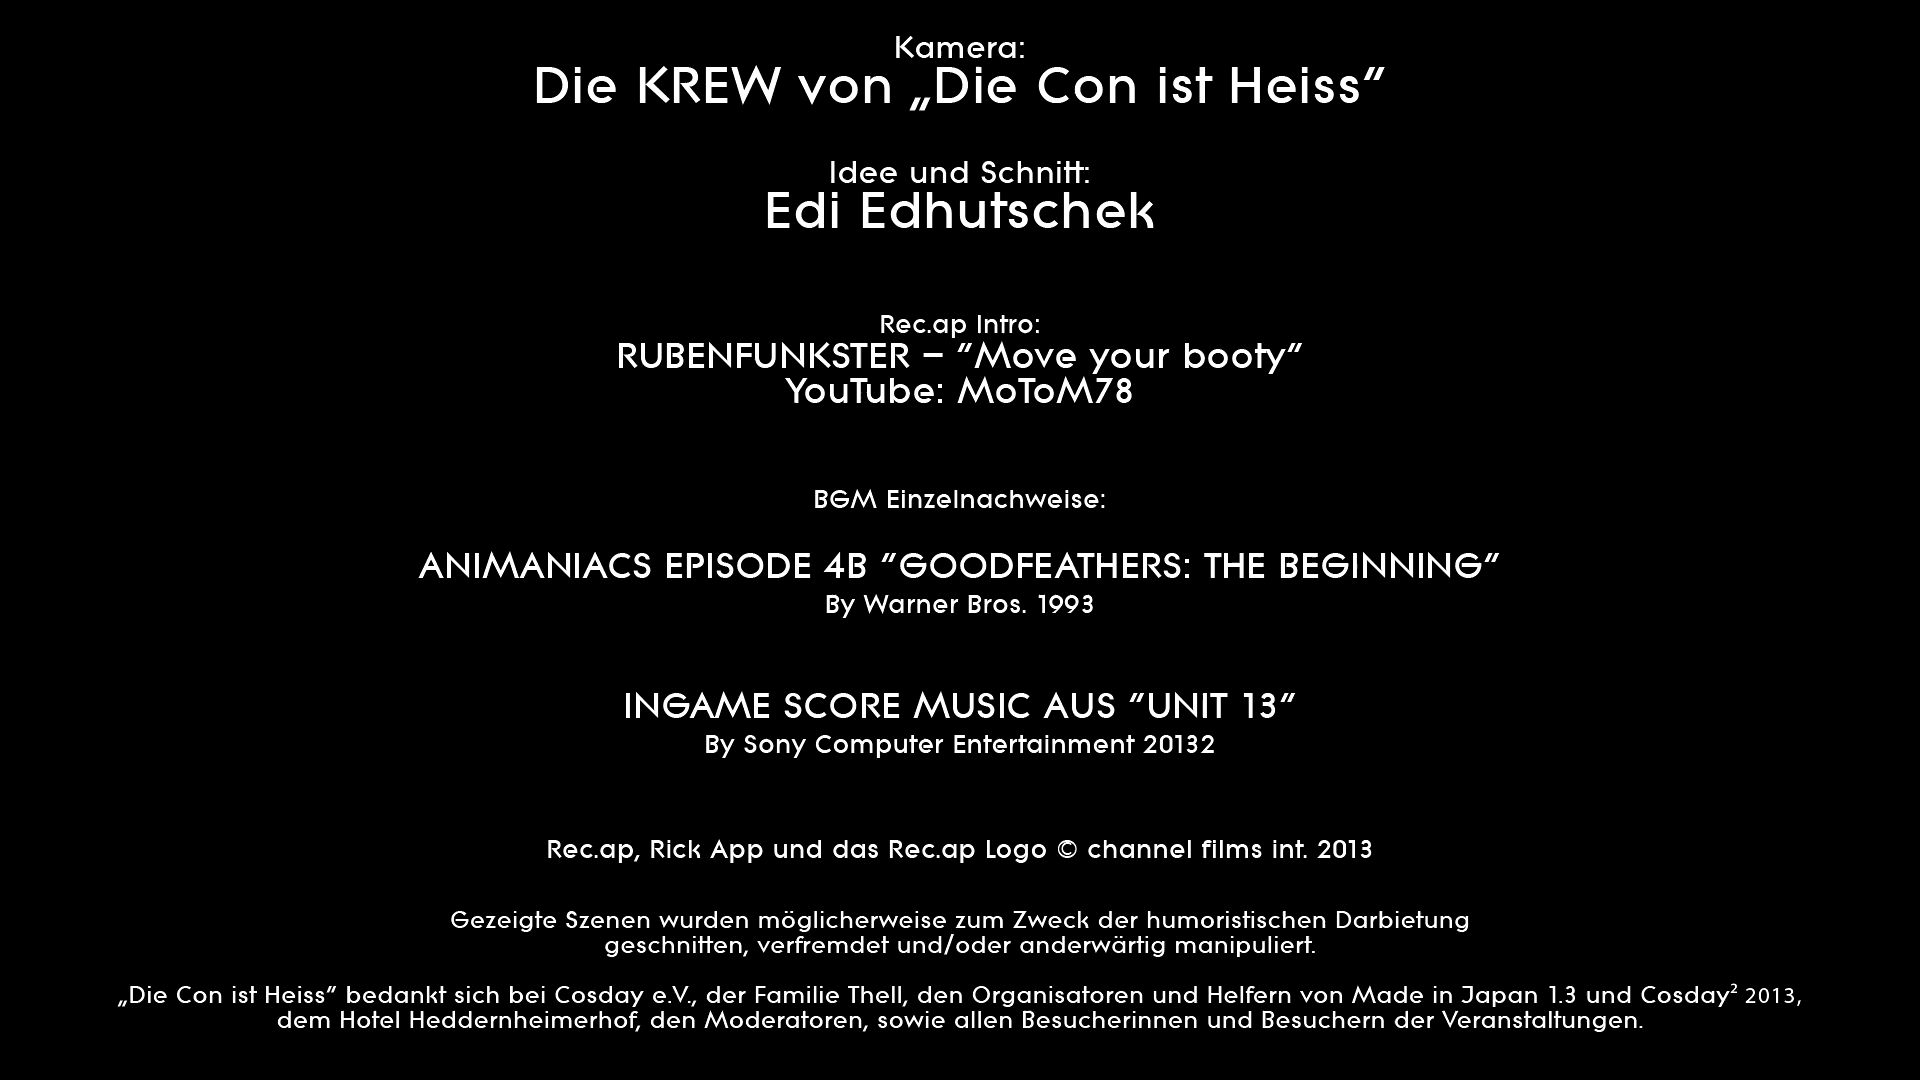 Kamera:
Die KREW von „Die Con ist Heiss“
Idee und Schnitt:
Edi Edhutschek
Rec.ap Intro:
RUBENFUNKSTER – “Move your booty“
YouTube: MoToM78
BGM Einzelnachweise:
ANIMANIACS EPISODE 4B “GOODFEATHERS: THE BEGINNING“
By Warner Bros. 1993
INGAME SCORE MUSIC AUS “UNIT 13“
By Sony Computer Entertainment 20132
Rec.ap, Rick App und das Rec.ap Logo © channel films int. 2013
Gezeigte Szenen wurden möglicherweise zum Zweck der humoristischen Darbietung
geschnitten, verfremdet und/oder anderwärtig manipuliert.
„Die Con ist Heiss“ bedankt sich bei Cosday e.V., der Familie Thell, den Organisatoren und Helfern von Made in Japan 1.3 und Cosday² 2013,
dem Hotel Heddernheimerhof, den Moderatoren, sowie allen Besucherinnen und Besuchern der Veranstaltungen.